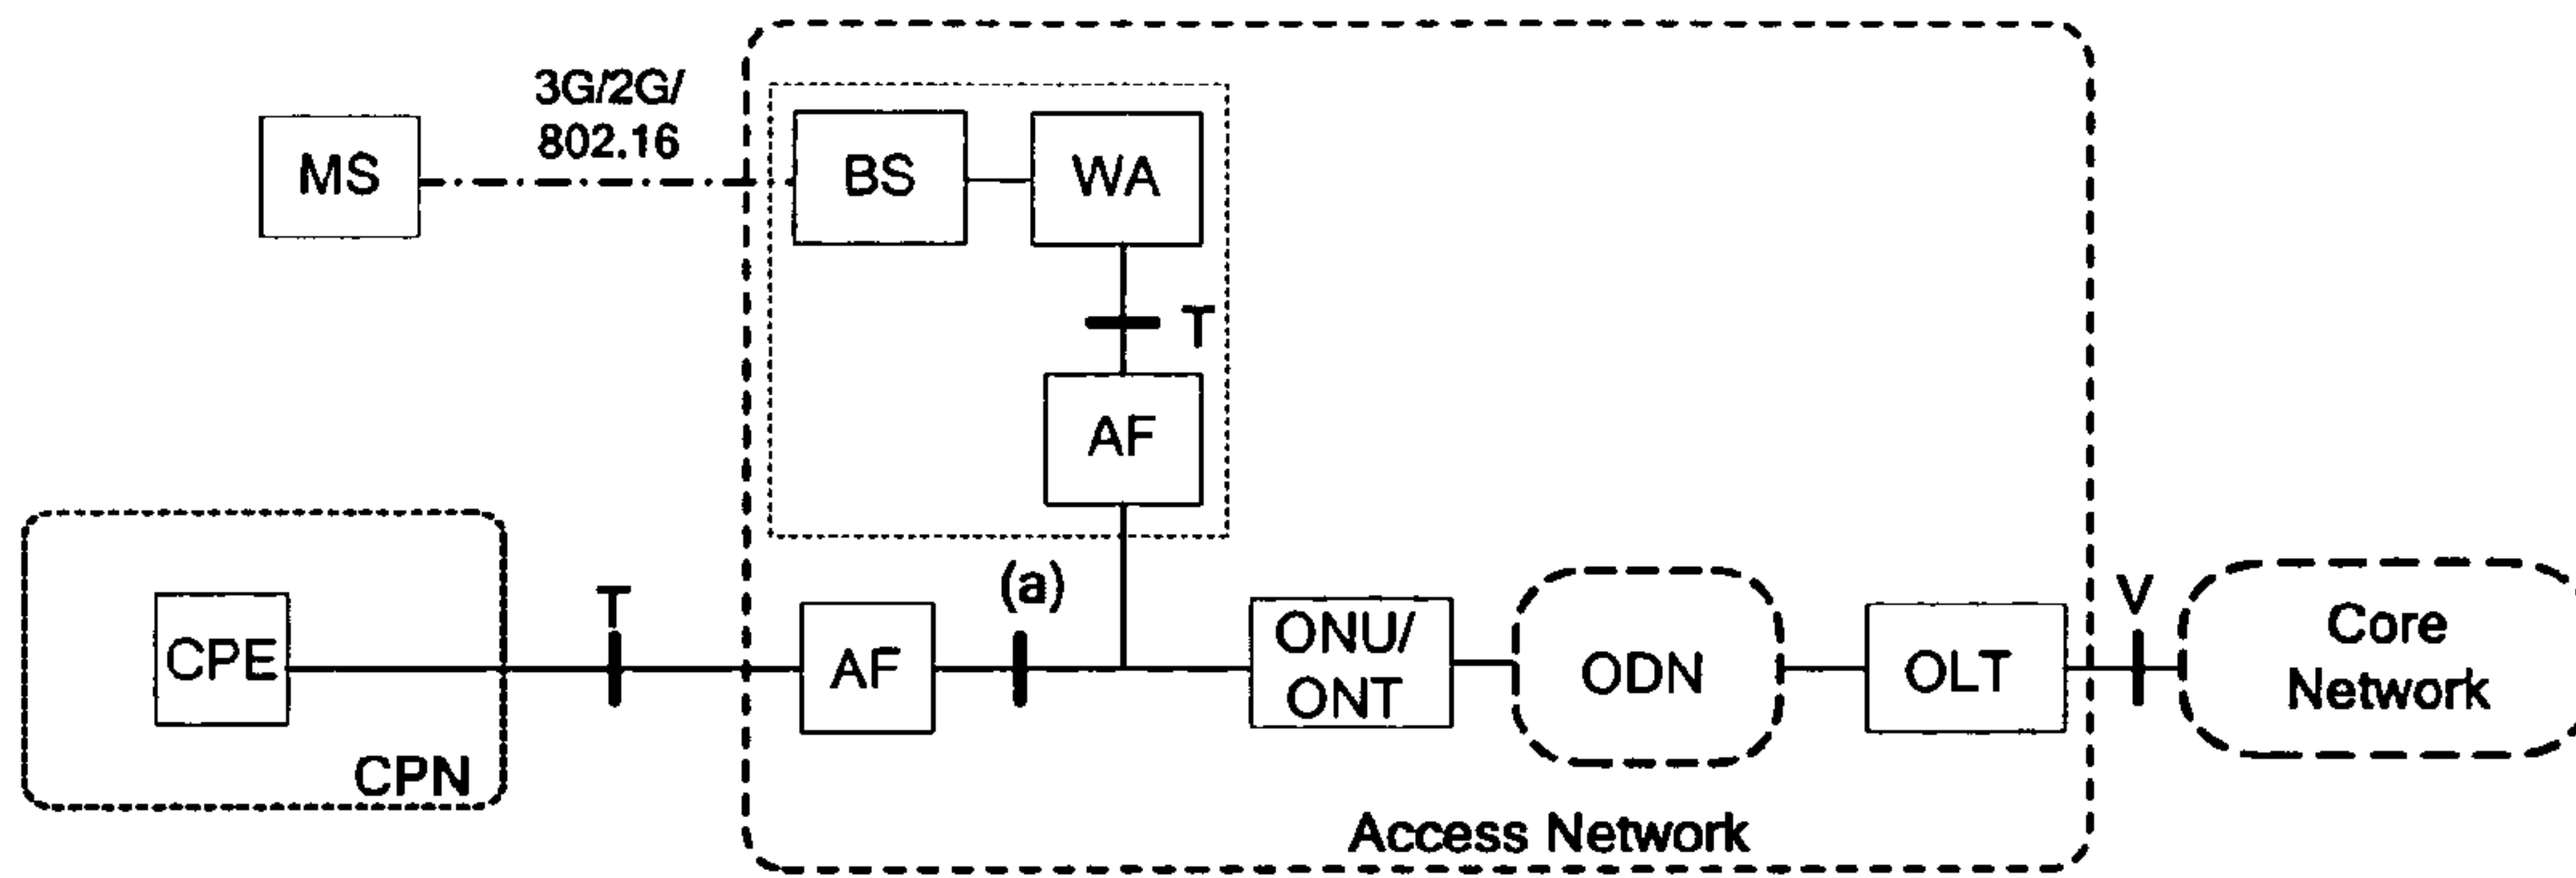 3G/2G/
802.16
MS
BS
WA
T
AF
CPE
CPN
T
AF
(a)
ONU/
ONT
ODN
OLT
V
Core
Network
Access Network